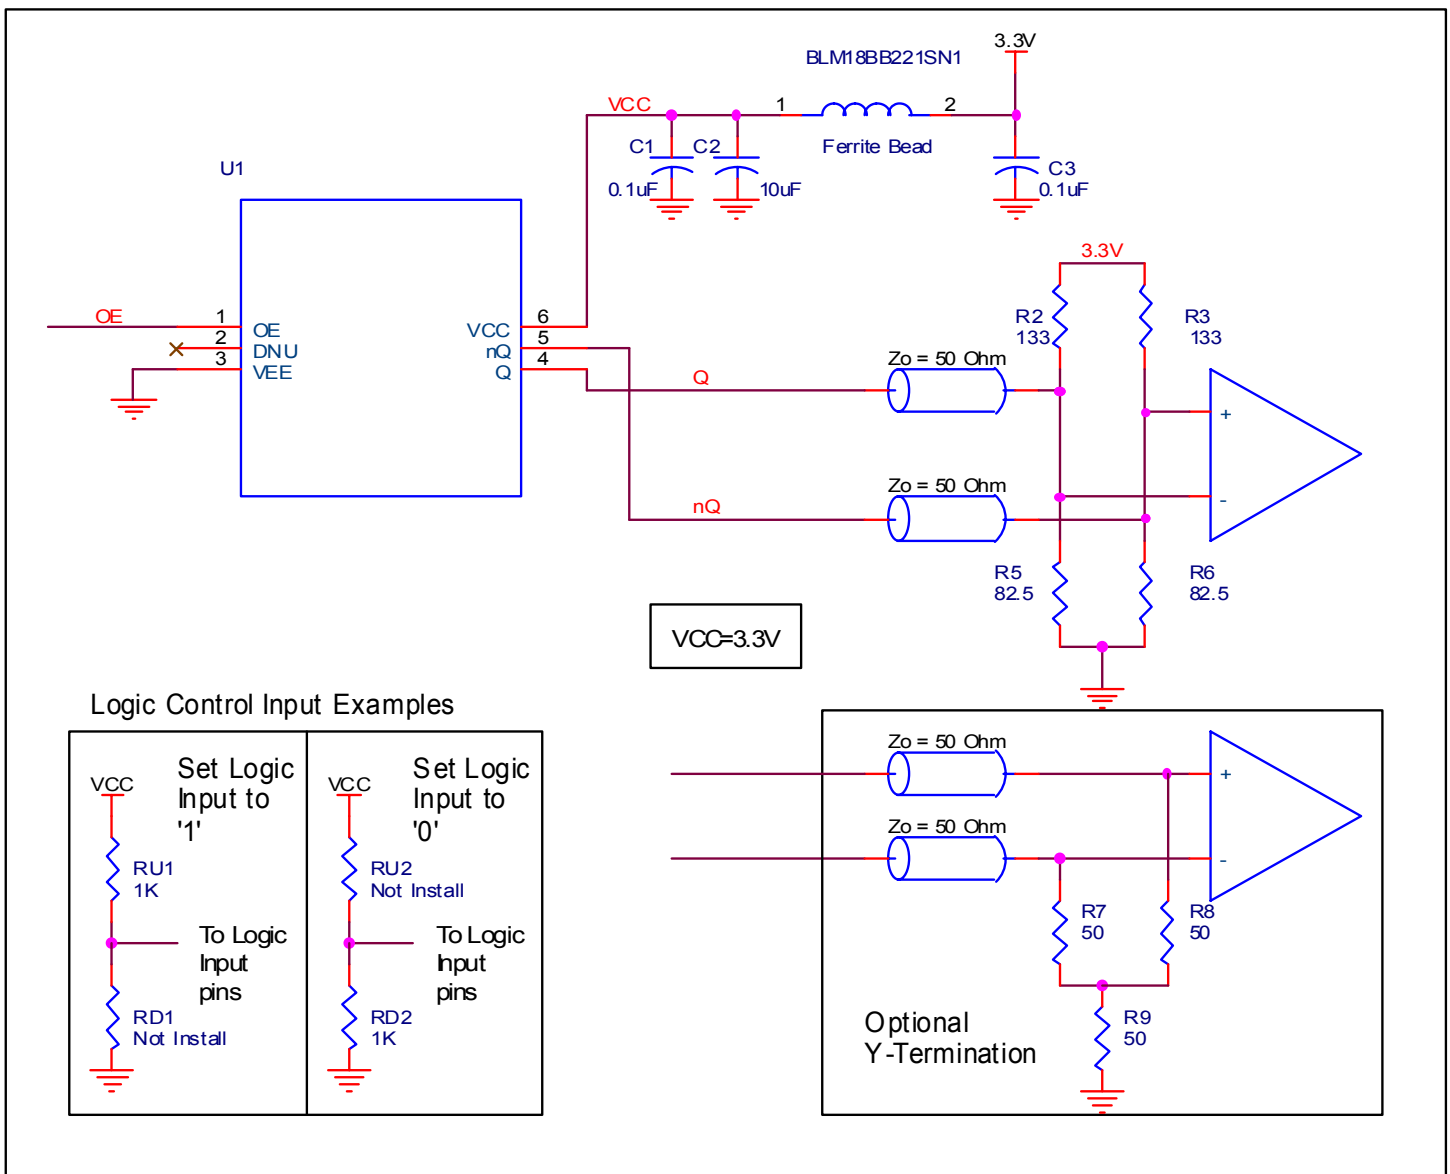 3.3V
BLM18BB221SN1
VCC
1
2
C1
C2
Ferrite Bead
C3
0.1uF
10uF
0.1uF
U1
3.3V
OE
1
OE
VCC
6
2
DNU
nQ
5
3
VEE
Q
4
R2
133
R3
133
Zo = 50 Ohm
Q
+
Zo = 50 Ohm
nQ
-
R5
82.5
R6
82.5
VCC=3.3V
Logic Control Input Examples
VCC
Set Logic
Input to
'1'
RU1
1K
To Logic
Input
pins
RD1
Not Install
VCC
Set Logic
Input to
'0'
RU2
Not Install
To Logic
Input
pins
RD2
1K
Zo = 50 Ohm
+
Zo = 50 Ohm
-
R7
50
R8
50
R9
50
Optional
Y-Termination